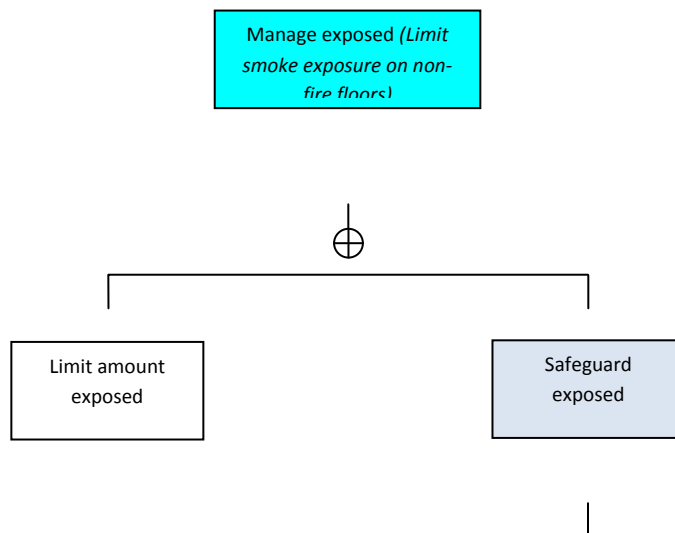 Manage exposed (Limit
smoke exposure on non-
fire floors)
Limit amount
exposed
Safeguard
exposed